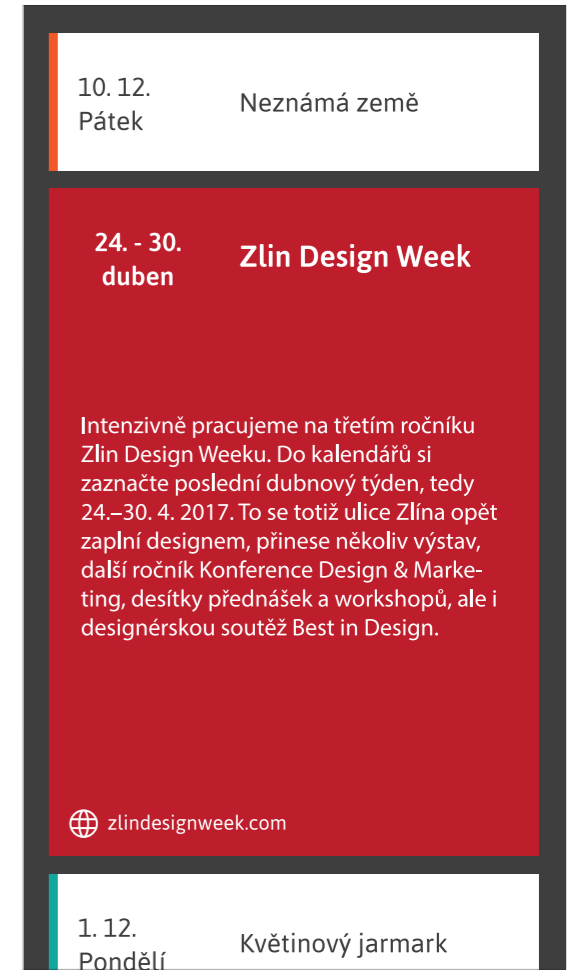 10. 12.
Pátek
Neznámá země
24. - 30.
duben
Zlin Design Week
Intenzivně pracujeme na třetím ročníku
Zlin Design Weeku. Do kalendářů si
zaznačte poslední dubnový týden, tedy
24.–30. 4. 2017. To se totiž ulice Zlína opět
zaplní designem, přinese několiv výstav,
další ročník Konference Design & Marke-
ting, desítky přednášek a workshopů, ale i
designérskou soutěž Best in Design.
zlindesignweek.com
1. 12.
Pondělí
Květinový jarmark